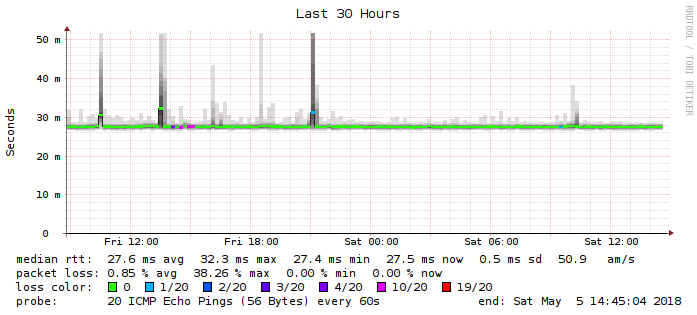 Last 30 Hours
RRDTOOL / TOBI OETIKER
Seconds
50 m
40 m
30 m
20 m
10 m
0
Fri 12:00 Fri 18:00 Sat 00:00 Sat 06:00 Sat 12:00
median rtt: 27.6 ms avg 32.3 ms max 27.4 ms min 27.5 ms now 0.5 ms sd 50.9 am/s
packet loss: 0.85 % avg 38.26 % max 0.00 % min 0.00 % now
loss color: 0 1/20 2/20 3/20 4/20 10/20 19/20
probe: 20 ICMP Echo Pings (56 Bytes) every 60s end: Sat May 5 14:45:04 2018